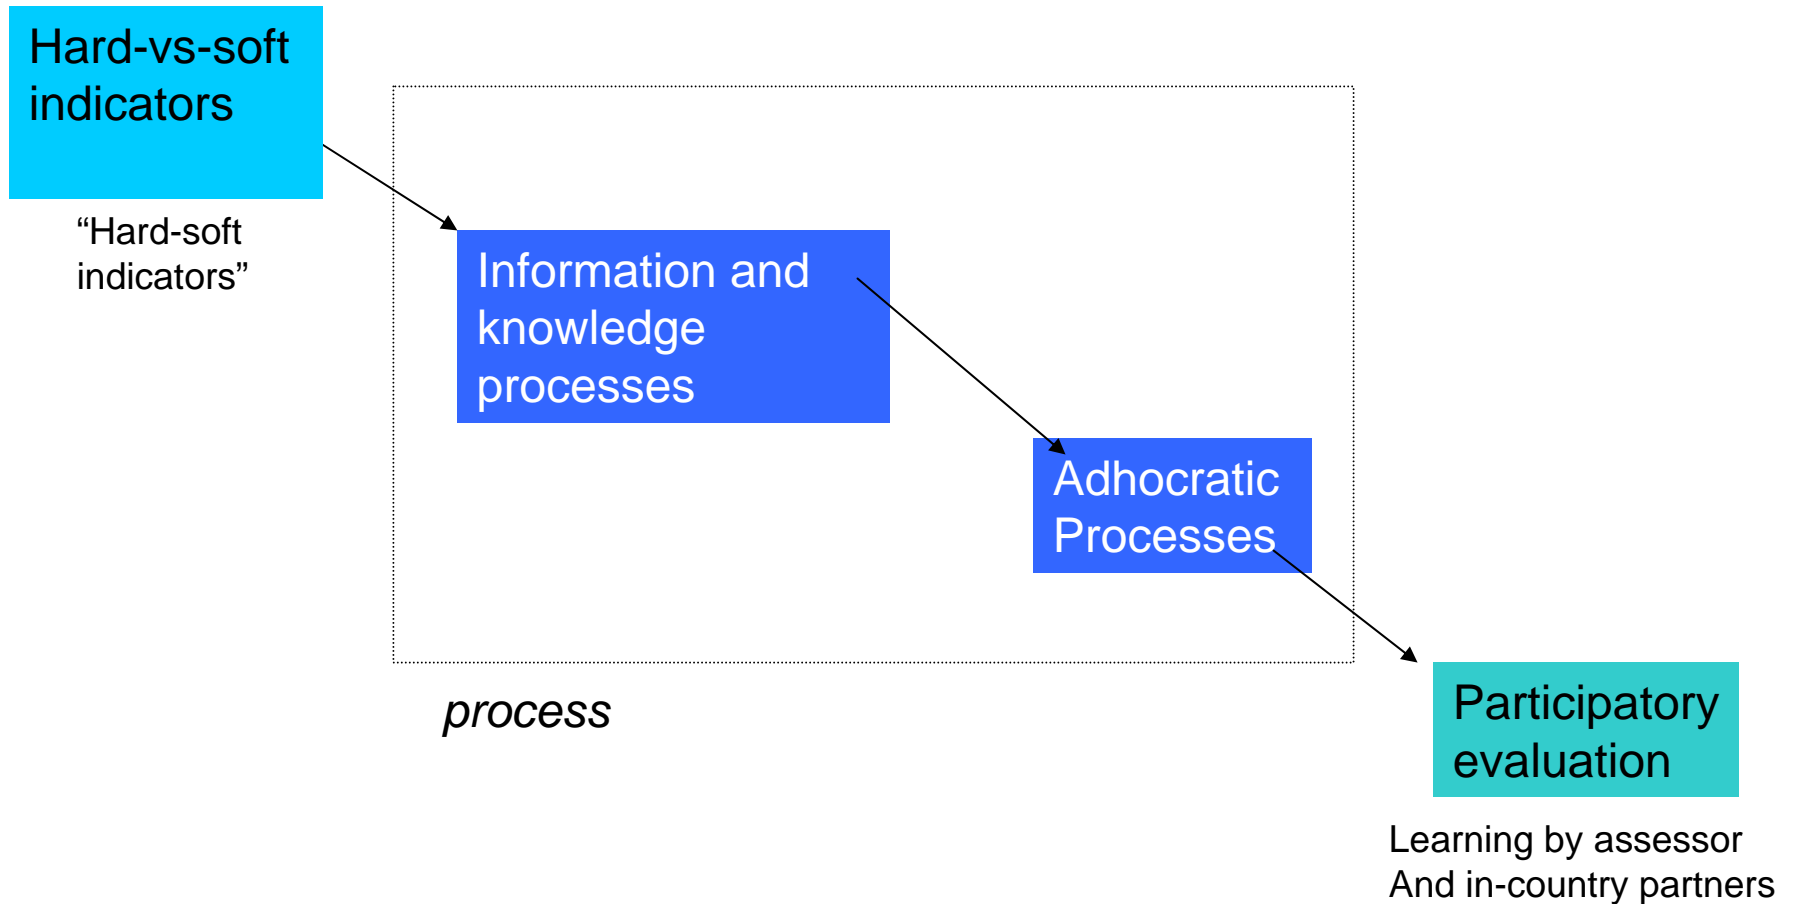 Hard-vs-soft
indicators
“Hard-soft
indicators”
Information and
knowledge
processes
Adhocratic
Processes
process
Participatory
evaluation
Learning by assessor
And in-country partners